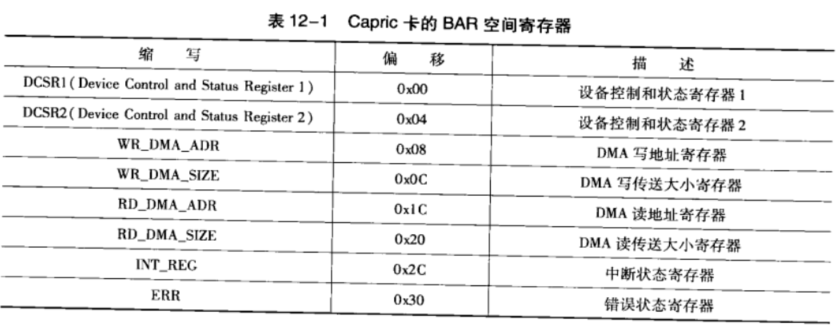 表 12-1 Capric 卡的 BAR 空间寄存器
缩 写 偏 移 描 述
DCSR1(Device Control and Status Register 1) 0x00 设备控制和状态寄存器 1
DCSR2(Device Control and Status Register 2) 0x04 设备控制和状态寄存器 2
WR_DMA_ADR 0x08 DMA 写地址寄存器
WR_DMA_SIZE 0x0C DMA 写传送大小寄存器
RD_DMA_ADR 0x1C DMA 读地址寄存器
RD_DMA_SIZE 0x20 DMA 读传送大小寄存器
INT_REG 0x2C 中断状态寄存器
ERR 0x30 错误状态寄存器